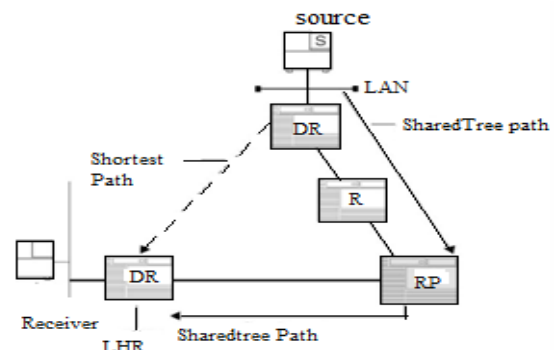 source
S
LAN
DR
SharedTree path
Shortest
Path
R
DR
RP
Receiver
Sharedtree Path
LHR